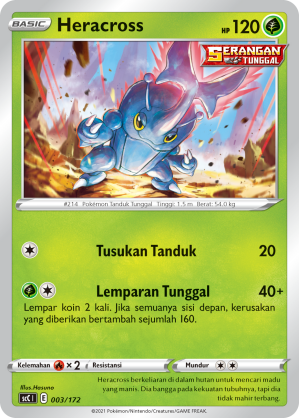 BASIC
Heracross
HP 120
SERANGAN TUNGGAL
#214 Pokémon Tanduk Tunggal Tinggi: 1.5 m Berat: 54.0 kg
Tusukan Tanduk 20
Lemparan Tunggal 40+
Lempar koin 2 kali. Jika semuanya sisi depan, kerusakan
yang diberikan bertambah sejumlah 160.
Kelemahan ×2 Resistansi Mundur
Illus. Hasuno
scC I E 003/172
Heracross berkeliaran di dalam hutan untuk mencari madu
yang manis. Dia bangga pada kekuatan tubuhnya, tapi dia
tidak mahir terbang.
©2021 Pokémon/Nintendo/Creatures/GAME FREAK